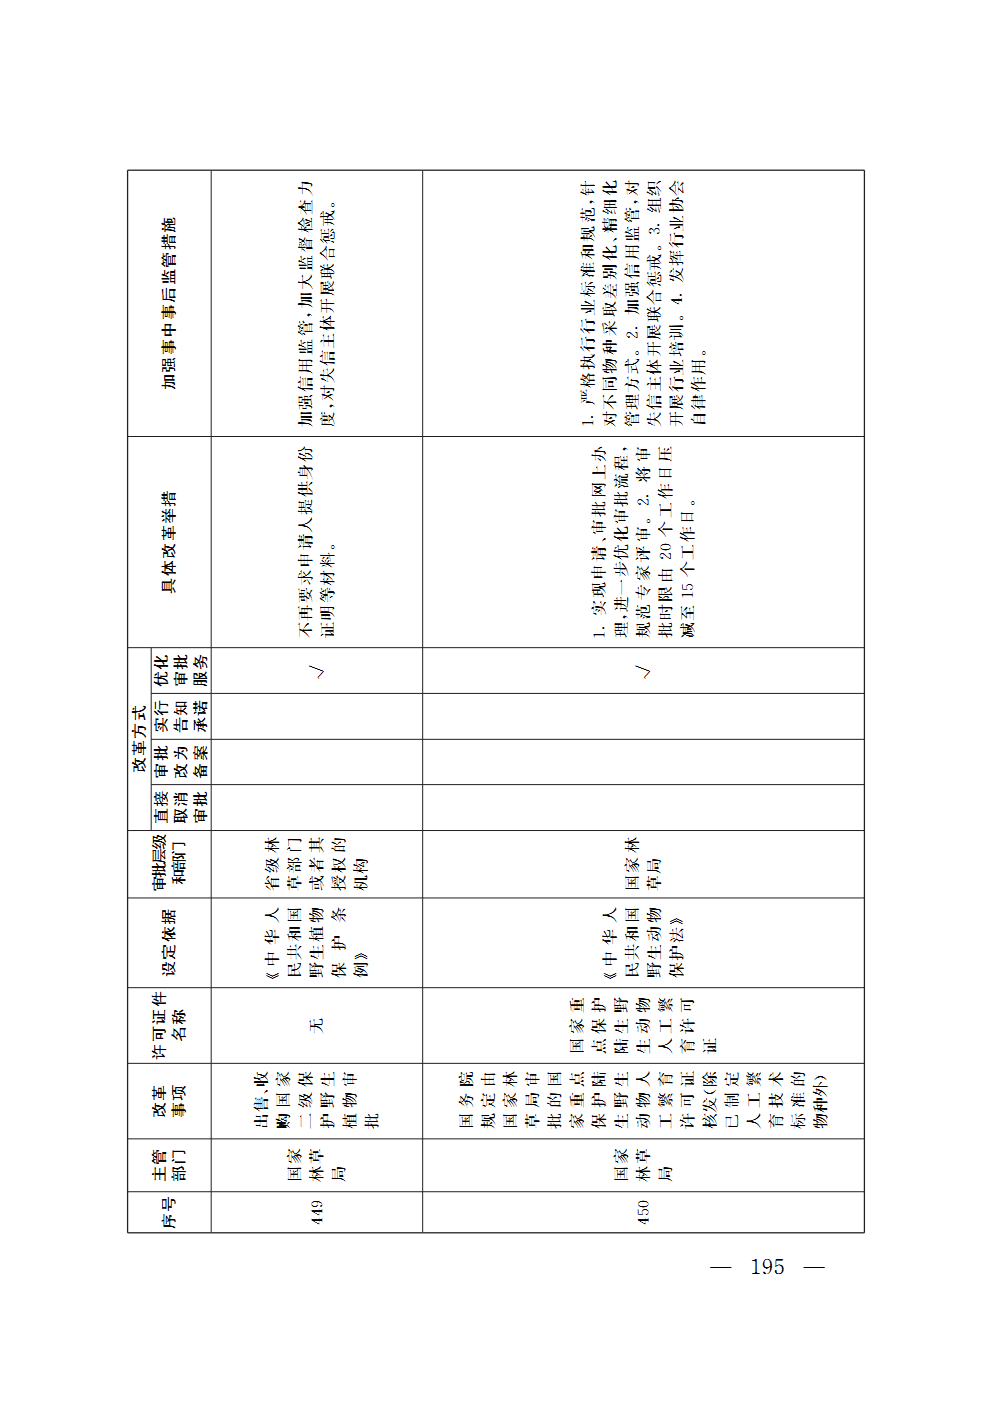 序号
主管
部门
改革
事项
许可证件
名称
设定依据
审批层级
和部门
改革方式
直接
取消
审批
审批
改为
备案
实行
告知
承诺
优化
审批
服务
具体改革举措
加强事中事后监管措施
449
国家
林草
局
出售、收
购国家
二级保
护野生
植物审
批
无
《中华人
民共和国
野生植物
保护条
例》
省级林
草部门
或者其
授权的
机构
√
不再要求申请人提供身份
证明等材料。
加强信用监管,加大监督检查力
度,对失信主体开展联合惩戒。
450
国家
林草
局
国务院
规定由
国家林
草局审
批的国
家重点
保护陆
生野生
动物人
工繁育
许可证
核发(除
已制定
人工繁
育技术
标准的
物种外)
国家重
点保护
陆生野
生动物
人工繁
育许可
证
《中华人
民共和国
野生动物
保护法》
国家林
草局
√
1. 实现申请、审批网上办
理,进一步优化审批流程,
规范专家评审。2. 将审
批时限由 20 个工作日压
减至 15 个工作日。
1. 严格执行行业标准和规范,针
对不同物种采取差别化、精细化
管理方式。2. 加强信用监管,对
失信主体开展联合惩戒。3. 组织
开展行业培训。4. 发挥行业协会
自律作用。
— 195 —